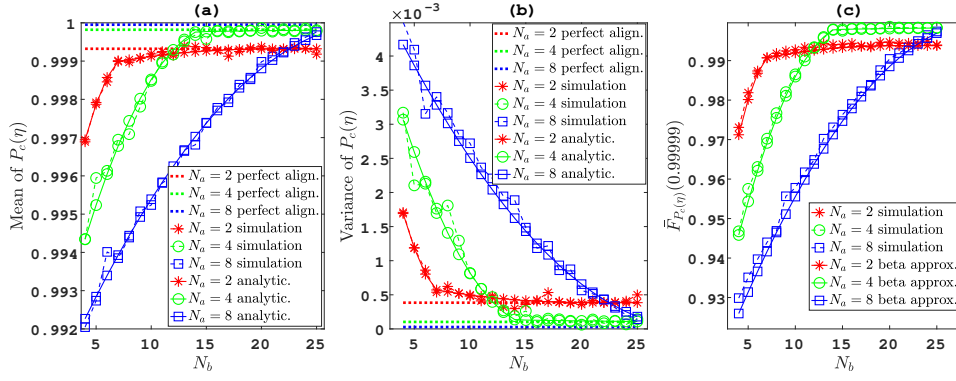 (a)
Mean of $P_c(\eta)$
1
0.999
0.998
0.997
0.996
0.995
0.994
0.993
0.992
5
10
15
20
25
$N_b$
$N_a = 2$ perfect align.
$N_a = 4$ perfect align.
$N_a = 8$ perfect align.
$N_a = 2$ simulation
$N_a = 4$ simulation
$N_a = 8$ simulation
$N_a = 2$ analytic.
$N_a = 4$ analytic.
$N_a = 8$ analytic.
(b)
×10⁻³
Variance of $P_c(\eta)$
4
3.5
3
2.5
2
1.5
1
0.5
0
5
10
15
20
25
$N_b$
$N_a = 2$ perfect align.
$N_a = 4$ perfect align.
$N_a = 8$ perfect align.
$N_a = 2$ simulation
$N_a = 4$ simulation
$N_a = 8$ simulation
$N_a = 2$ analytic.
$N_a = 4$ analytic.
$N_a = 8$ analytic.
(c)
$\bar{F}_{P_c(\eta)}(0.99999)$
1
0.99
0.98
0.97
0.96
0.95
0.94
0.93
5
10
15
20
25
$N_b$
$N_a = 2$ simulation
$N_a = 4$ simulation
$N_a = 8$ simulation
$N_a = 2$ beta approx.
$N_a = 4$ beta approx.
$N_a = 8$ beta approx.